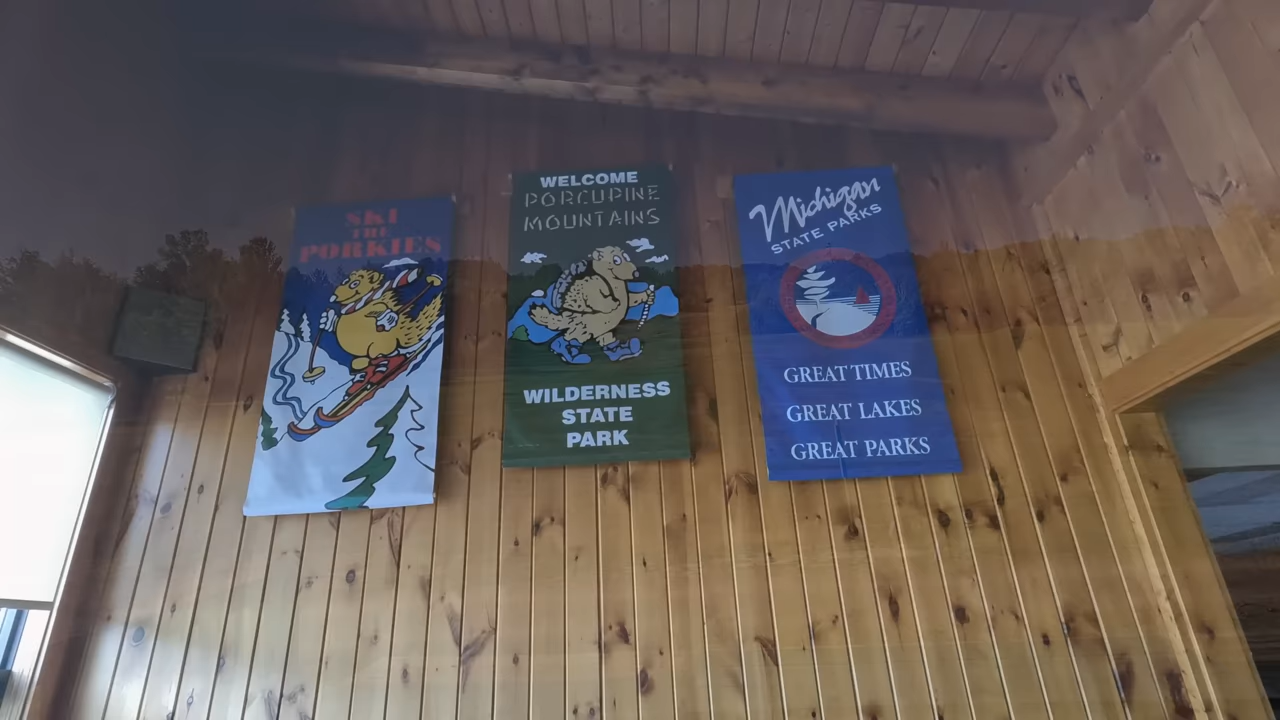 SKI
THE
PORKIES
WELCOME
PORCUPINE
MOUNTAINS
WILDERNESS
STATE
PARK
Michigan
STATE PARKS
GREAT TIMES
GREAT LAKES
GREAT PARKS